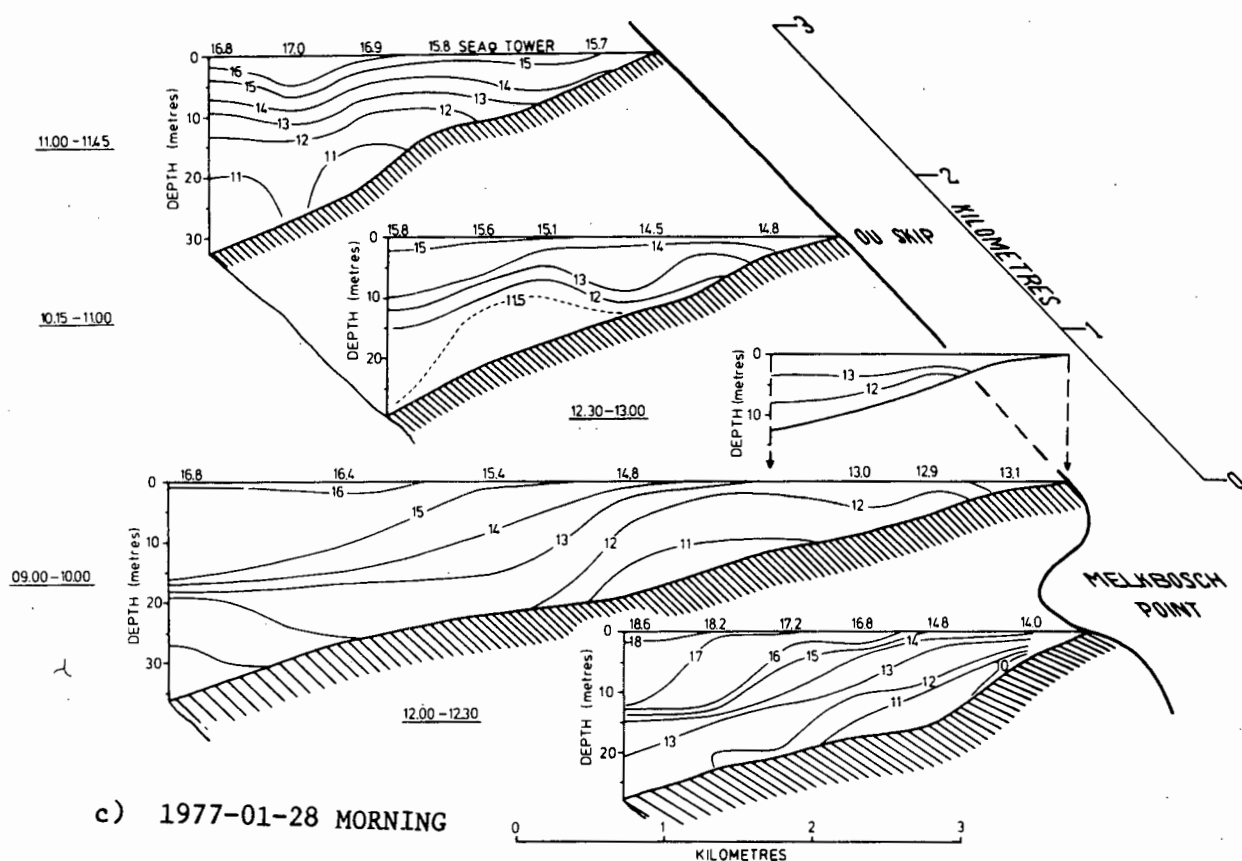 16.8 17.0 16.9 15.8 SEAO TOWER 15.7
0 10 20 30
DEPTH (metres)
16 15 14 13 12 11 11 15 14 13 12
11.00-11.45
3 2 1 0
KILOMETRES
OU SKIP
15.8 15.6 15.1 14.5 14.8
0 10 20
DEPTH (metres)
15 14 13 12 11.5
10.15-11.00
0 10
DEPTH (metres)
13 12
12.30-13.00
16.8 16.4 15.4 14.8 13.0 12.9 13.1
0 10 20 30
DEPTH (metres)
16 15 14 13 12 11 12
09.00-10.00
MELKBOSCH
POINT
18.6 18.2 17.2 16.8 14.8 14.0
0 10 20
DEPTH (metres)
18 17 16 15 14 13 12 11 10 13
12.00-12.30
c) 1977-01-28 MORNING
0 1 2 3
KILOMETRES